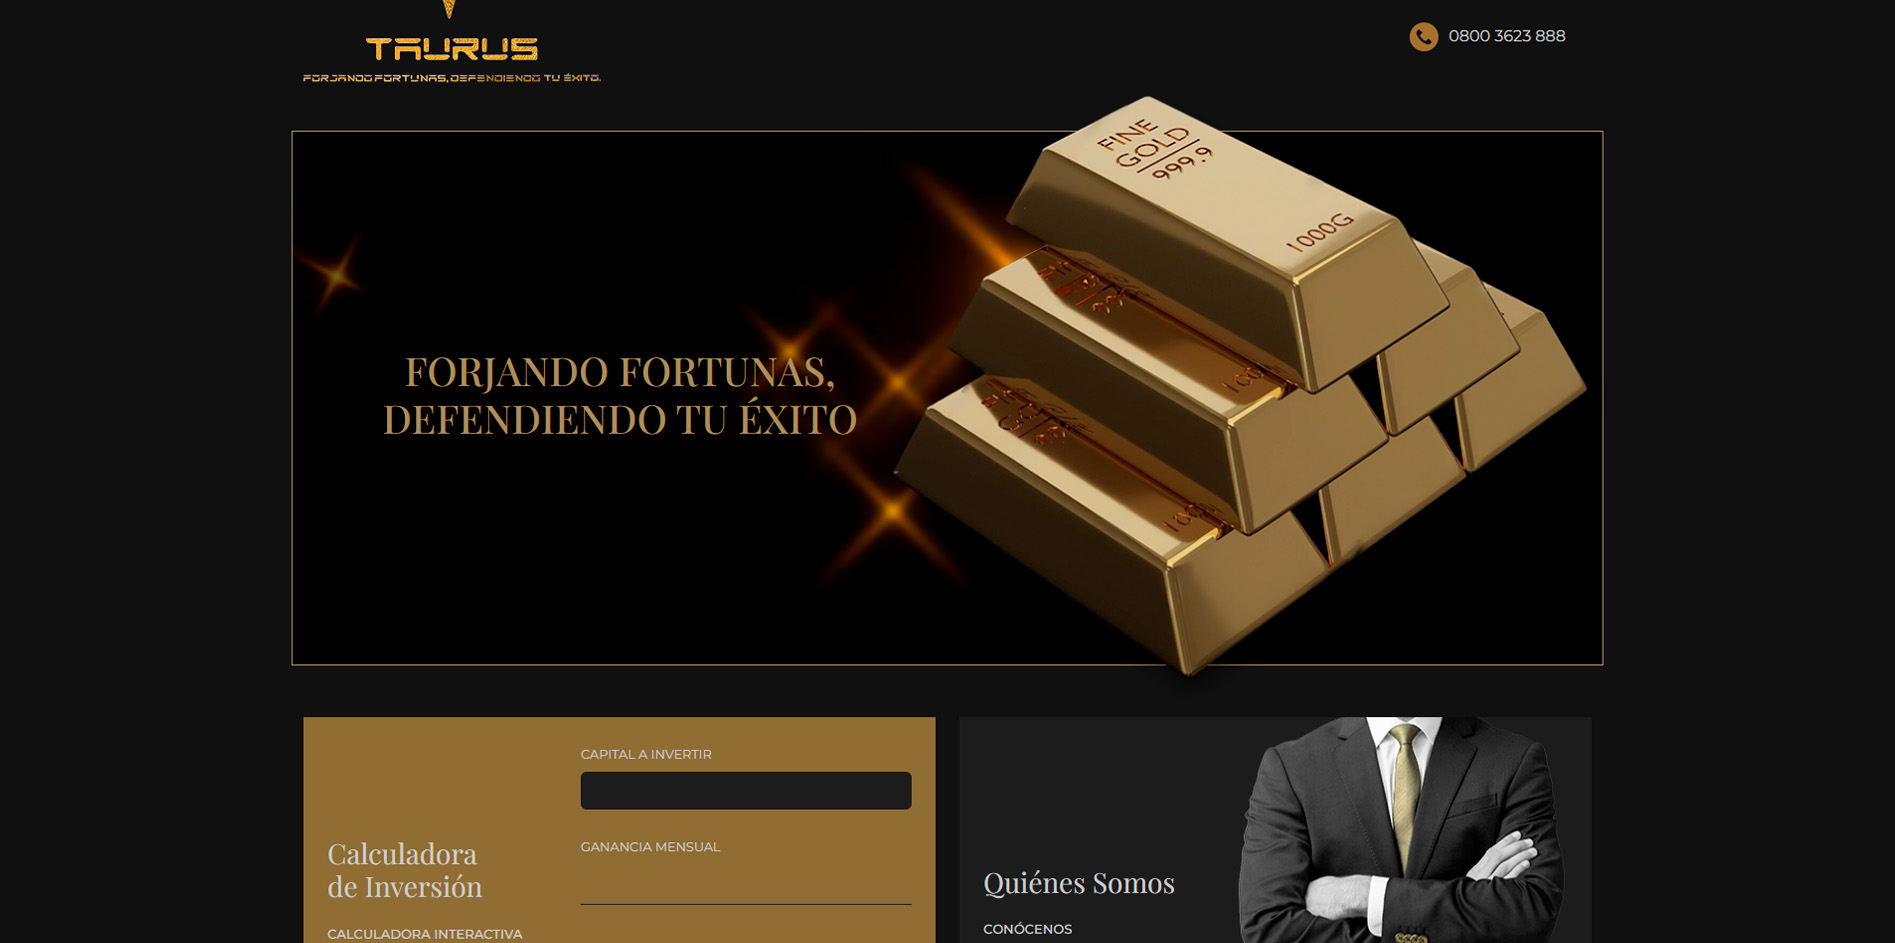 TAURUS
FORJANDO FORTUNAS, DEFENDIENDO TU ÉXITO.
0800 3623 888
FINE
GOLD
999.9
1000G
FORJANDO FORTUNAS,
DEFENDIENDO TU ÉXITO
CAPITAL A INVERTIR
GANANCIA MENSUAL
Calculadora
de Inversión
CALCULADORA INTERACTIVA
Quiénes Somos
CONÓCENOS